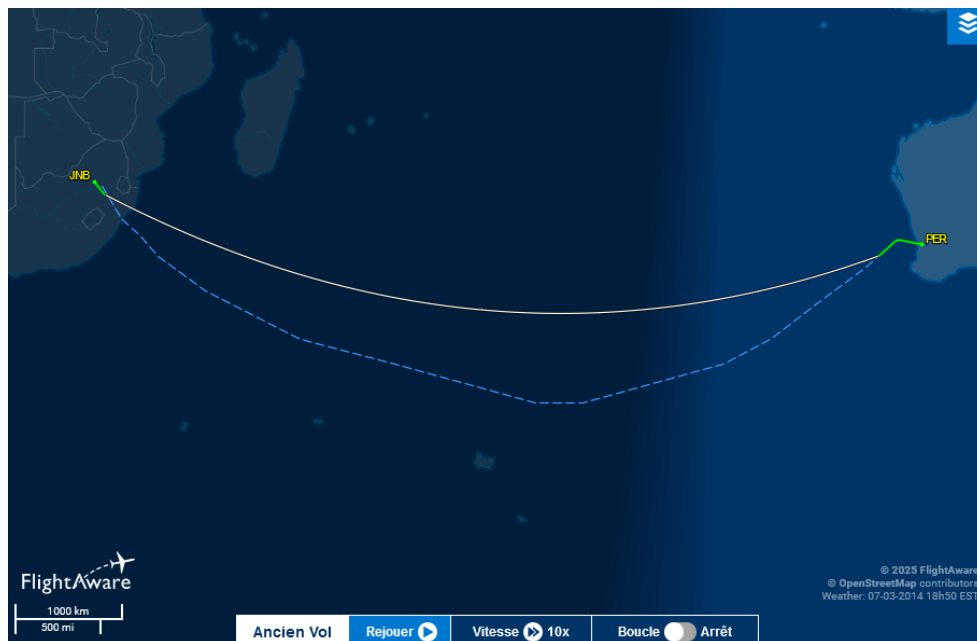 JNB
PER
FlightAware
1000 km
500 mi
© 2025 FlightAware
© OpenStreetMap contributors
Weather: 07-03-2014 18h50 EST
Ancien Vol
Rejouer
Vitesse 10x
Boucle Arrêt